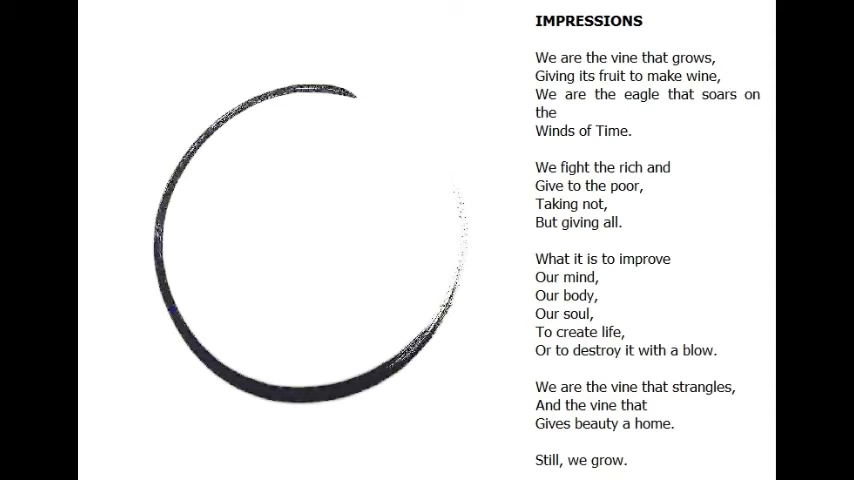 IMPRESSIONS
We are the vine that grows,
Giving its fruit to make wine,
We are the eagle that soars on
the
Winds of Time.
We fight the rich and
Give to the poor,
Taking not,
But giving all.
What it is to improve
Our mind,
Our body,
Our soul,
To create life,
Or to destroy it with a blow.
We are the vine that strangles,
And the vine that
Gives beauty a home.
Still, we grow.